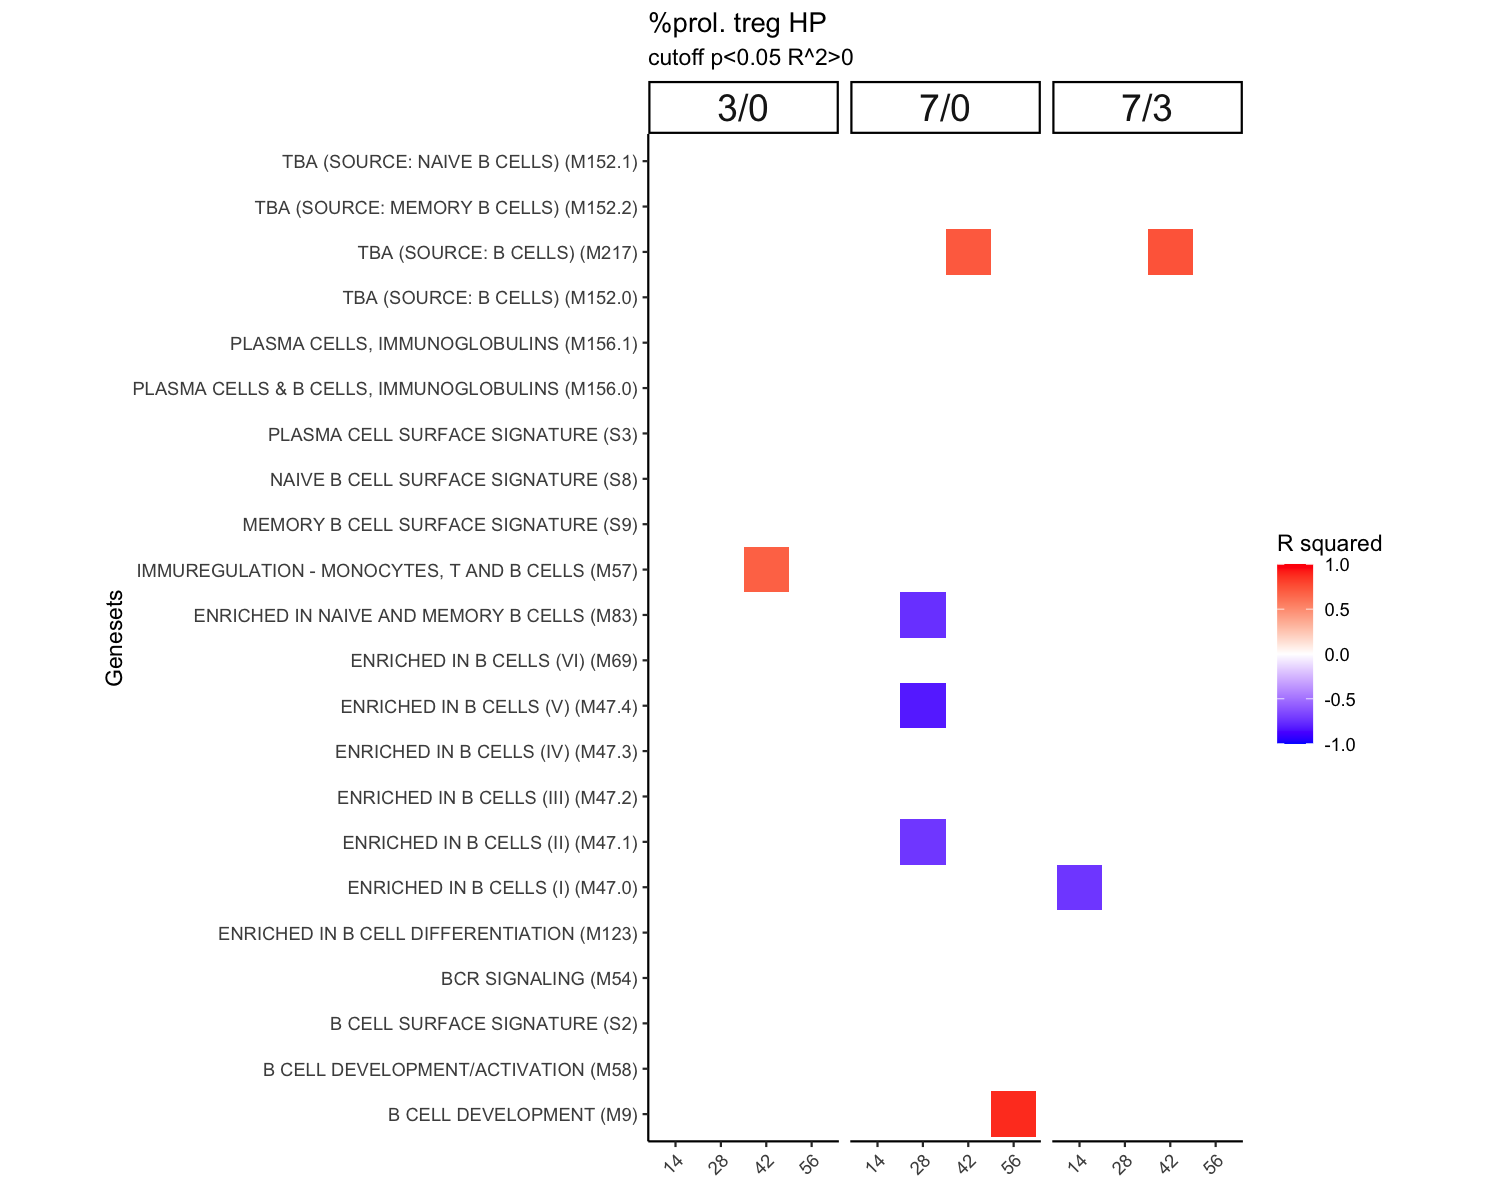 %prol. treg HP
cutoff p<0.05 R^2>0
3/0 7/0 7/3
TBA (SOURCE: NAIVE B CELLS) (M152.1)
TBA (SOURCE: MEMORY B CELLS) (M152.2)
TBA (SOURCE: B CELLS) (M217)
TBA (SOURCE: B CELLS) (M152.0)
PLASMA CELLS, IMMUNOGLOBULINS (M156.1)
PLASMA CELLS & B CELLS, IMMUNOGLOBULINS (M156.0)
PLASMA CELL SURFACE SIGNATURE (S3)
NAIVE B CELL SURFACE SIGNATURE (S8)
MEMORY B CELL SURFACE SIGNATURE (S9)
IMMUREGULATION - MONOCYTES, T AND B CELLS (M57)
ENRICHED IN NAIVE AND MEMORY B CELLS (M83)
ENRICHED IN B CELLS (VI) (M69)
ENRICHED IN B CELLS (V) (M47.4)
ENRICHED IN B CELLS (IV) (M47.3)
ENRICHED IN B CELLS (III) (M47.2)
ENRICHED IN B CELLS (II) (M47.1)
ENRICHED IN B CELLS (I) (M47.0)
ENRICHED IN B CELL DIFFERENTIATION (M123)
BCR SIGNALING (M54)
B CELL SURFACE SIGNATURE (S2)
B CELL DEVELOPMENT/ACTIVATION (M58)
B CELL DEVELOPMENT (M9)
Genesets
14 28 42 56 14 28 42 56 14 28 42 56
R squared
1.0
0.5
0.0
-0.5
-1.0